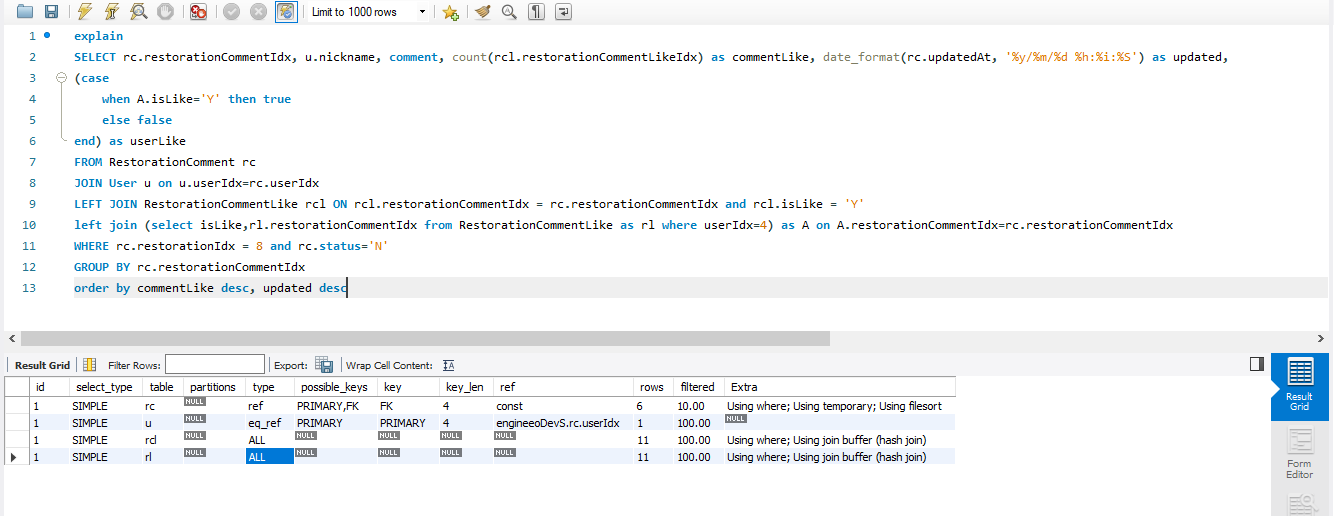 Limit to 1000 rows
1 explain
2 SELECT rc.restorationCommentIdx, u.nickname, comment, count(rcl.restorationCommentLikeIdx) as commentLike, date_format(rc.updatedAt, '%y/%m/%d %h:%i:%S') as updated,
3 (case
4 when A.isLike='Y' then true
5 else false
6 end) as userLike
7 FROM RestorationComment rc
8 JOIN User u on u.userIdx=rc.userIdx
9 LEFT JOIN RestorationCommentLike rcl ON rcl.restorationCommentIdx = rc.restorationCommentIdx and rcl.isLike = 'Y'
10 left join (select isLike,rl.restorationCommentIdx from RestorationCommentLike as rl where userIdx=4) as A on A.restorationCommentIdx=rc.restorationCommentIdx
11 WHERE rc.restorationIdx = 8 and rc.status='N'
12 GROUP BY rc.restorationCommentIdx
13 order by commentLike desc, updated desc
Result Grid Filter Rows: Export: Wrap Cell Content: IA
id select_type table partitions type possible_keys key key_len ref rows filtered Extra
1 SIMPLE rc NULL ref PRIMARY,FK FK 4 const 6 10.00 Using where; Using temporary; Using filesort
1 SIMPLE u NULL eq_ref PRIMARY PRIMARY 4 engineeoDevS.rc.userIdx 1 100.00 NULL
1 SIMPLE rcl NULL ALL NULL NULL NULL NULL 11 100.00 Using where; Using join buffer (hash join)
1 SIMPLE rl NULL ALL NULL NULL NULL NULL 11 100.00 Using where; Using join buffer (hash join)
Result
Grid
Form
Editor